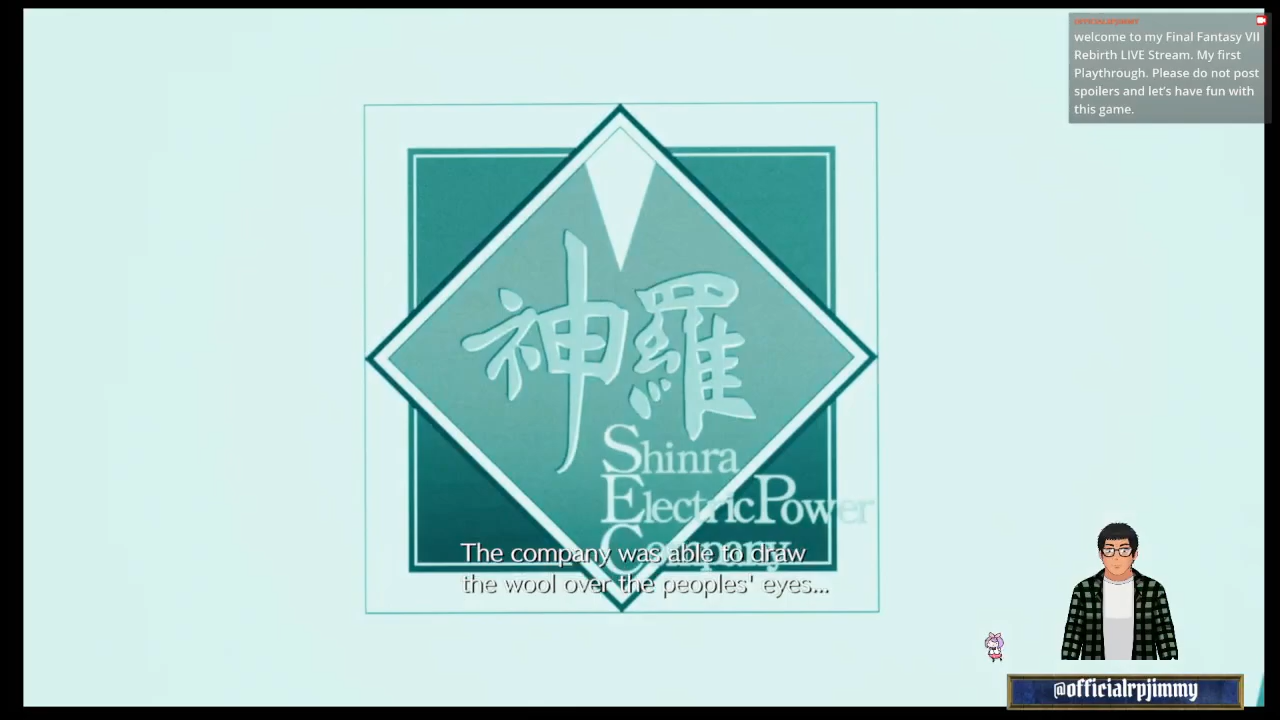 OFFICIALRPJIMMY
welcome to my Final Fantasy VII
Rebirth LIVE Stream. My first
Playthrough. Please do not post
spoilers and let's have fun with
this game.
神羅
Shinra
Electric Power
Company
The company was able to draw
the wool over the peoples' eyes...
@officialrpjimmy